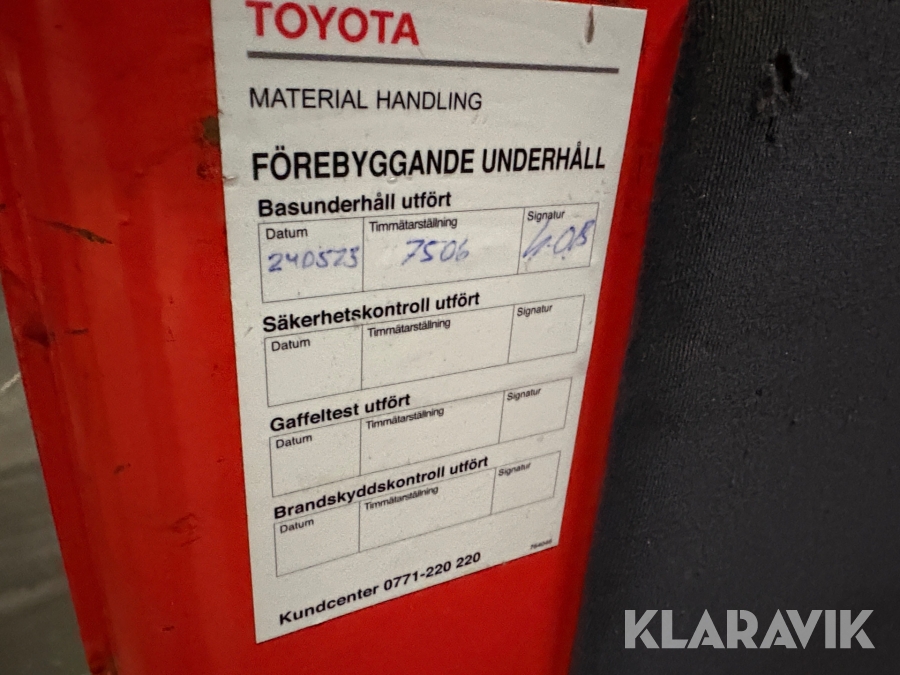 TOYOTA
MATERIAL HANDLING
FÖREBYGGANDE UNDERHÅLL
Basunderhåll utfört
Datum Timmätarställning Signatur
240523 7506
Säkerhetskontroll utfört
Datum Timmätarställning Signatur
Gaffeltest utfört
Datum Timmätarställning Signatur
Brandskyddskontroll utfört
Datum Timmätarställning Signatur
Kundcenter 0771-220 220
KLARAVIK